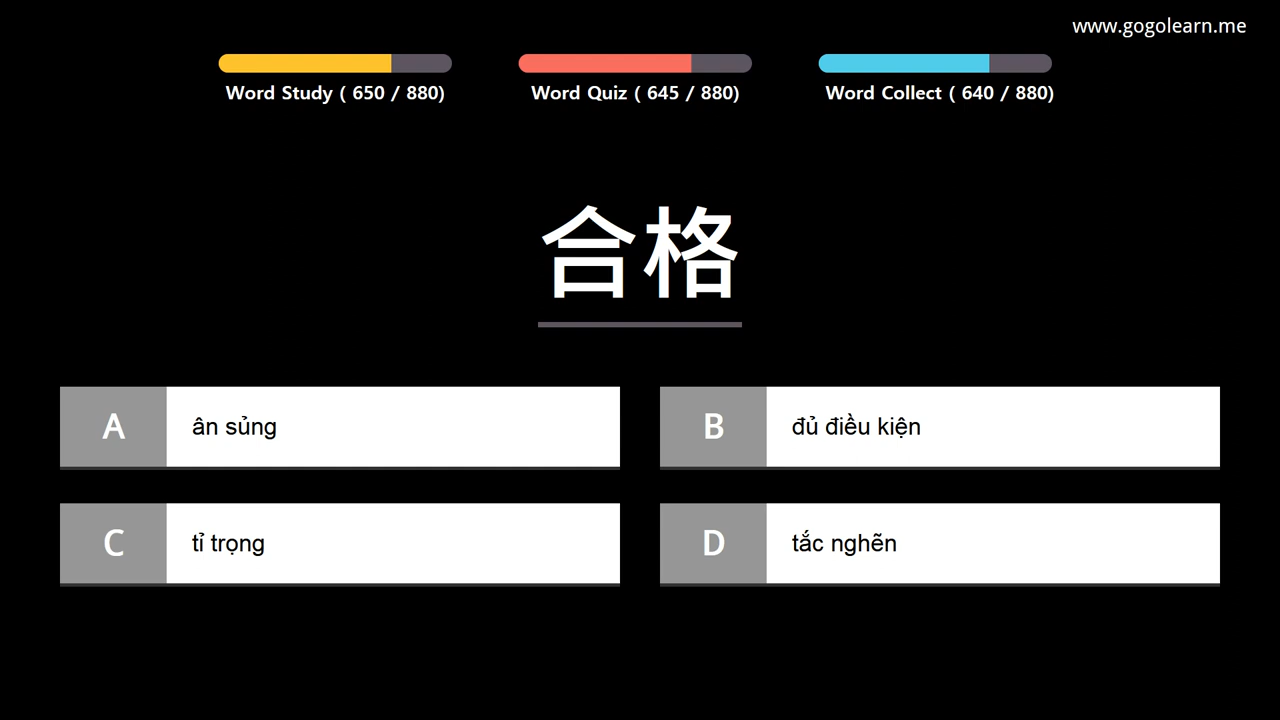 www.gogolearn.me
Word Study ( 650 / 880)
Word Quiz ( 645 / 880)
Word Collect ( 640 / 880)
合格
A
ân sủng
B
đủ điều kiện
C
tỉ trọng
D
tắc nghẽn